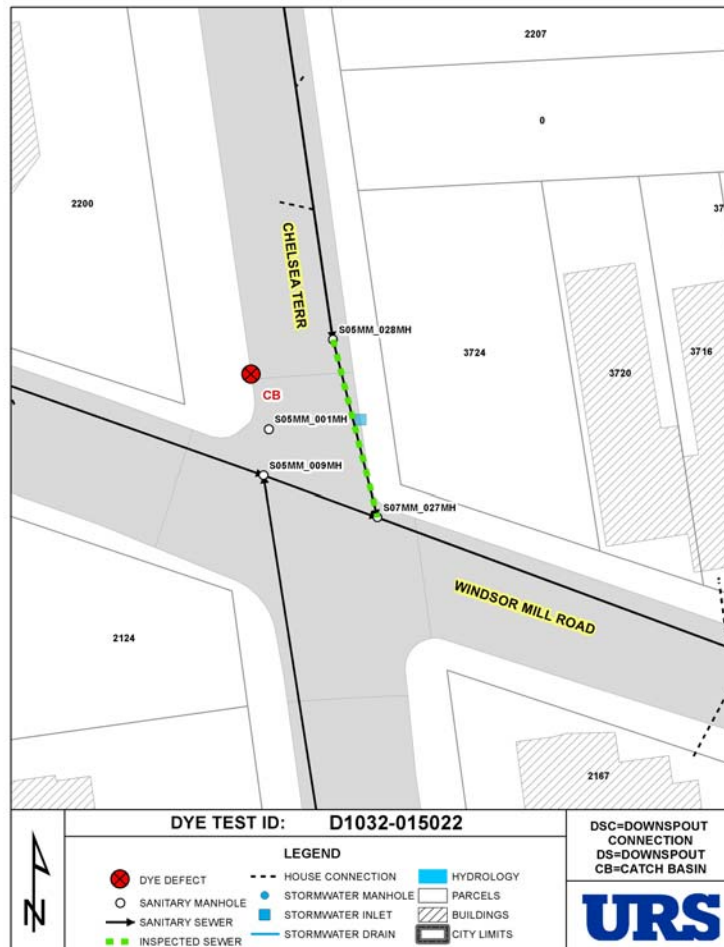 2207
0
2200
37
CHELSEA TERR
S05MM_028MH
3724
3720
3716
CB
S05MM_001MH
S05MM_009MH
S07MM_027MH
WINDSOR MILL ROAD
2124
2167
DYE TEST ID: D1032-015022
LEGEND
DYE DEFECT
SANITARY MANHOLE
SANITARY SEWER
INSPECTED SEWER
HOUSE CONNECTION
STORMWATER MANHOLE
STORMWATER INLET
STORMWATER DRAIN
HYDROLOGY
PARCELS
BUILDINGS
CITY LIMITS
DSC=DOWNSPOUT
CONNECTION
DS=DOWNSPOUT
CB=CATCH BASIN
N
URS